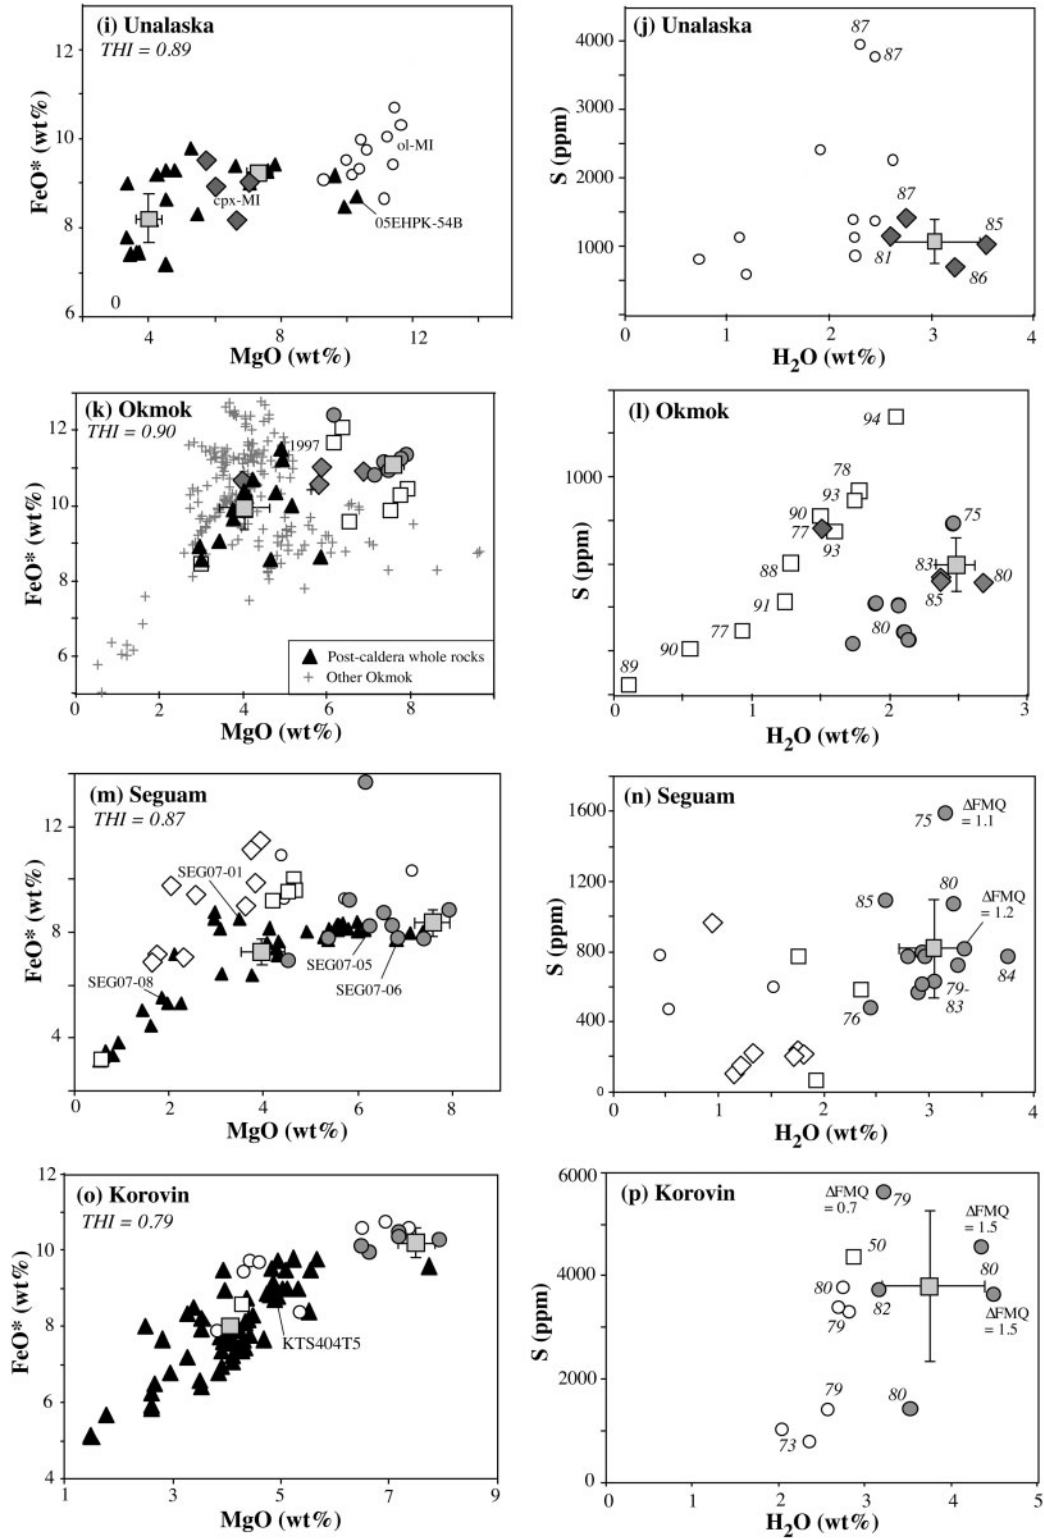 (i) Unalaska
THI = 0.89
12
10
8
6
FeO* (wt%)
ol-MI
cpx-MI
05EHPK-54B
0
4
8
12
MgO (wt%)
(j) Unalaska
4000
3000
2000
1000
S (ppm)
87
87
87
85
81
86
0
1
2
3
4
H2O (wt%)
(k) Okmok
THI = 0.90
12
10
8
6
FeO* (wt%)
1997
Post-caldera whole rocks
Other Okmok
0
2
4
6
8
MgO (wt%)
(l) Okmok
1000
S (ppm)
94
78
93
90
77
93
75
88
83
80
85
91
77
80
90
89
0
1
2
3
H2O (wt%)
(m) Seguam
THI = 0.87
12
8
4
FeO* (wt%)
SEG07-01
SEG07-05
SEG07-06
SEG07-08
0
2
4
6
8
MgO (wt%)
(n) Seguam
1600
1200
800
400
0
S (ppm)
75
ΔFMQ
= 1.1
85
80
ΔFMQ
= 1.2
84
79-
83
76
0
1
2
3
4
H2O (wt%)
(o) Korovin
THI = 0.79
12
10
8
6
4
FeO* (wt%)
KTS404T5
1
3
5
7
9
MgO (wt%)
(p) Korovin
6000
4000
2000
0
S (ppm)
ΔFMQ
= 0.7
79
ΔFMQ
= 1.5
50
80
80
82
79
ΔFMQ
= 1.5
79
80
73
0
1
2
3
4
5
H2O (wt%)